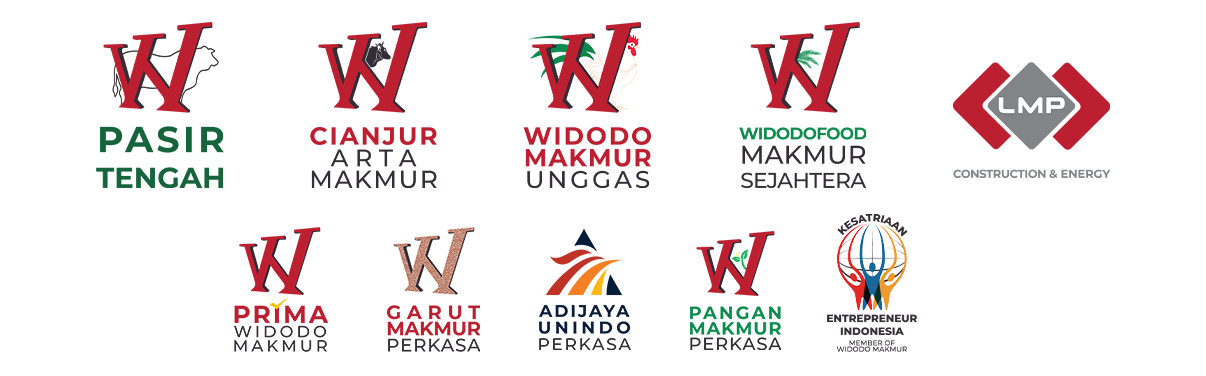 PASIR
TENGAH
CIANJUR
ARTA
MAKMUR
WIDODO
MAKMUR
UNGGAS
WIDODOFOOD
MAKMUR
SEJAHTERA
LMP
CONSTRUCTION & ENERGY
PRIMA
WIDODO
MAKMUR
GARUT
MAKMUR
PERKASA
ADIJAYA
UNINDO
PERKASA
PANGAN
MAKMUR
PERKASA
KESATRIAAN
ENTREPRENEUR
INDONESIA
MEMBER OF
WIDODO MAKMUR